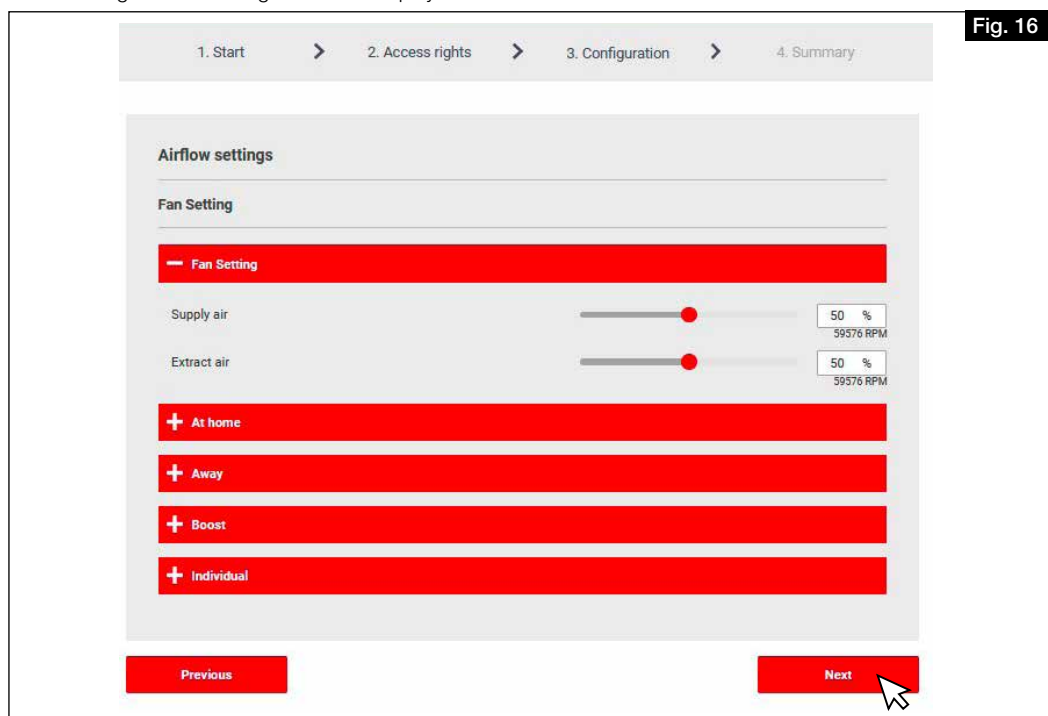 Fig. 16
1. Start > 2. Access rights > 3. Configuration > 4. Summary
Airflow settings
Fan Setting
Fan Setting
Supply air 50 %
59576 RPM
Extract air 50 %
59576 RPM
At home
Away
Boost
Individual
Previous Next